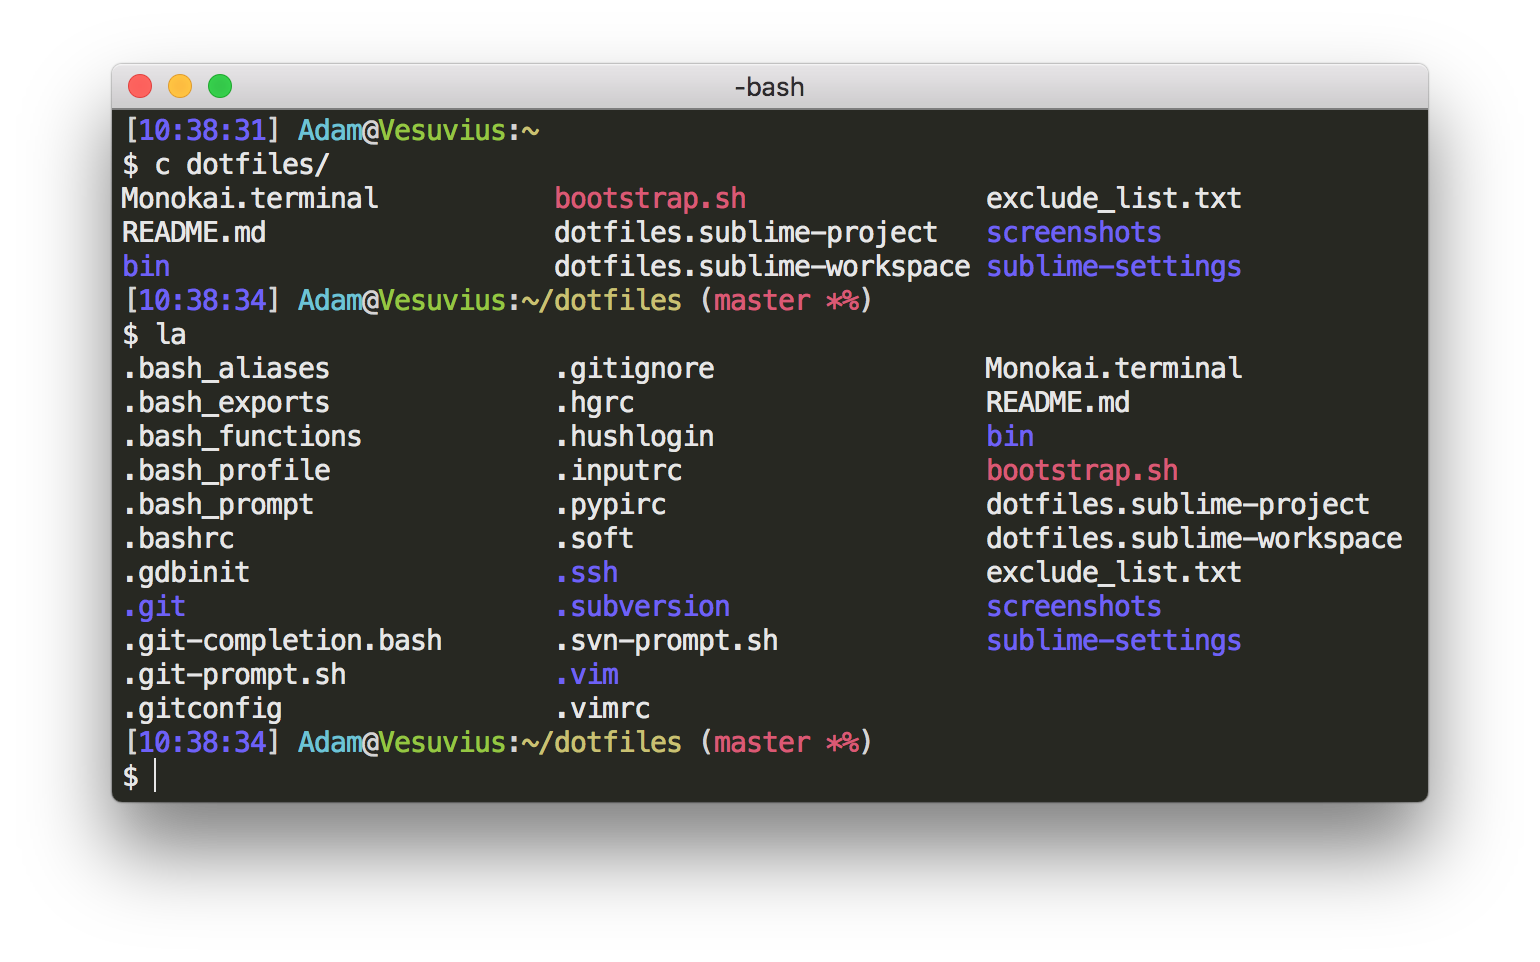 -bash
[10:38:31] Adam@Vesuvius:~
$ c dotfiles/
Monokai.terminal bootstrap.sh exclude_list.txt
README.md dotfiles.sublime-project screenshots
bin dotfiles.sublime-workspace sublime-settings
[10:38:34] Adam@Vesuvius:~/dotfiles (master *%)
$ la
.bash_aliases .gitignore Monokai.terminal
.bash_exports .hgrc README.md
.bash_functions .hushlogin bin
.bash_profile .inputrc bootstrap.sh
.bash_prompt .pypirc dotfiles.sublime-project
.bashrc .soft dotfiles.sublime-workspace
.gdbinit .ssh exclude_list.txt
.git .subversion screenshots
.git-completion.bash .svn-prompt.sh sublime-settings
.git-prompt.sh .vim
.gitconfig .vimrc
[10:38:34] Adam@Vesuvius:~/dotfiles (master *%)
$